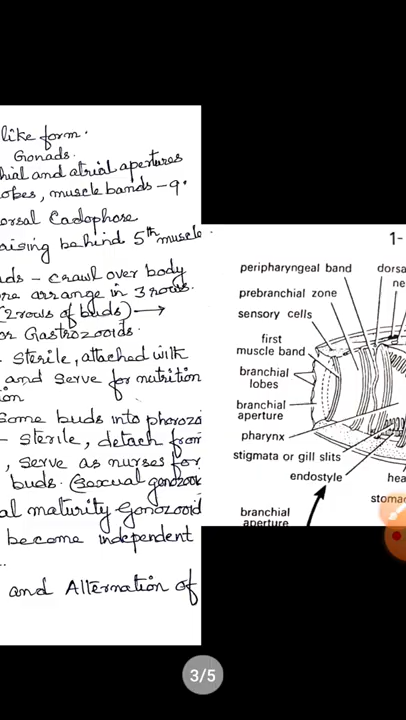 like form.
Gonads.
hial and atrial apertures
obes, muscle bands - 9.
orsal Cadophose
aising behind 5th muscle.
ds - crawl over body
re arrange in 3 rows.
(2 rows of buds) →
or Gastrozooids.
- Sterile, attached with
and serve for nutrition
ion
Some buds into phorozo
- sterile, detach from
, serve as nurses for
buds. (sexual gonozooi
al maturity Gonozooid
become independent
and Alternation of
1-
peripharyngeal band
dorsa
ne
prebranchial zone
sensory cells
first
muscle band
branchial
lobes
branchial
aperture
pharynx
stigmata or gill slits
endostyle
hea
stomac
branchial
aperture
3/5